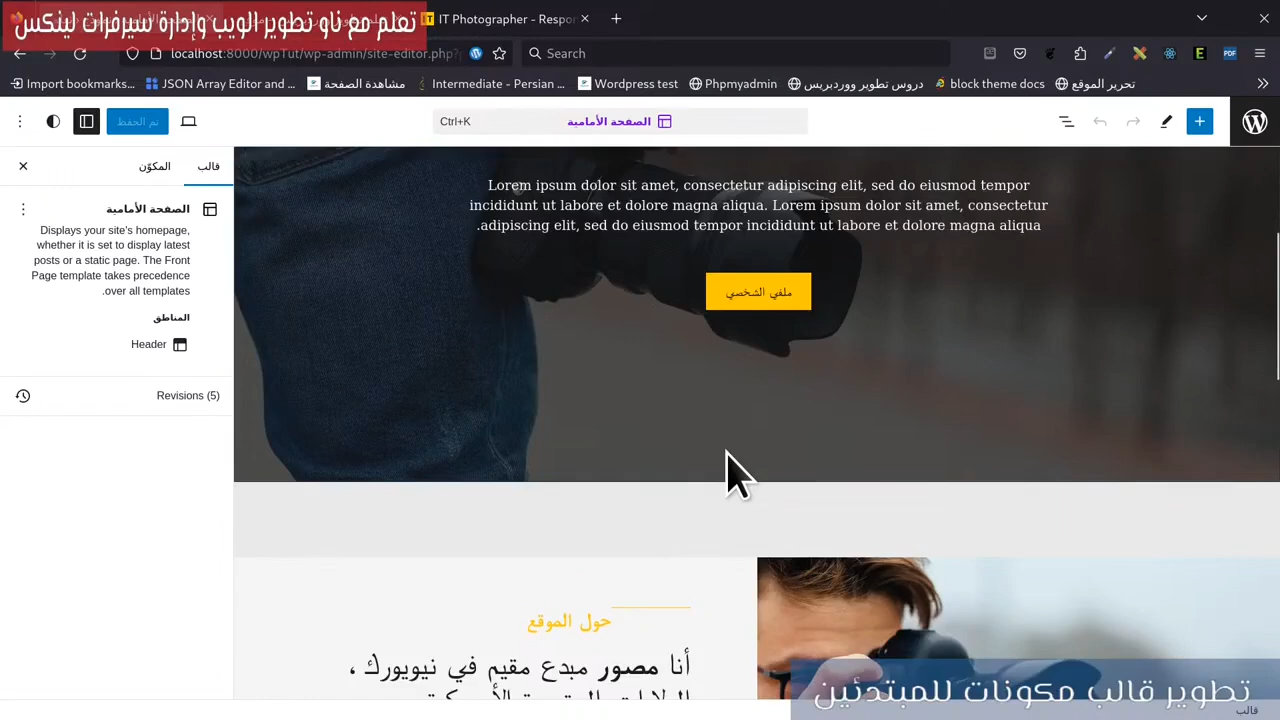 تعلم مع ناو تطوير الويب وإدارة سيرفرات لينكس
IT Photographer - Respon
localhost:60/wp-admin/site-editor.php?p
Search
Import bookmarks...
JSON Array Editor and ...
مشاهدة الصفحة
Intermediate - Persian ...
Wordpress test
Phpmyadmin
دروس تطوير ووردبريس
block theme docs
تحرير الموقع
تم الحفظ
Ctrl+K
الصفحة الأمامية
قالب
المكوّن
الصفحة الأمامية
Displays your site's homepage,
whether it is set to display latest
posts or a static page. The Front
Page template takes precedence
over all templates.
المناطق
Header
Revisions (5)
Lorem ipsum dolor sit amet, consectetur adipiscing elit, sed do eiusmod tempor
incididunt ut labore et dolore magna aliqua. Lorem ipsum dolor sit amet, consectetur
adipiscing elit, sed do eiusmod tempor incididunt ut labore et dolore magna aliqua.
ملفي الشخصي
حول الموقع
أنا مصور مبدع مقيم في نيويورك ،
تطوير قالب مكونات للمبتدئين
قالب